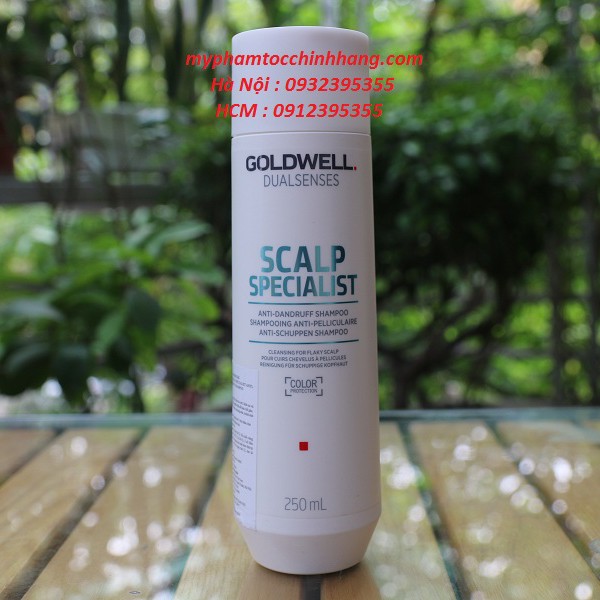 myphamtocchinhhang.com
Hà Nội : 0932395355
HCM : 0912395355
GOLDWELL.
DUALSENSES
SCALP
SPECIALIST
ANTI-DANDRUFF SHAMPOO
SHAMPOOING ANTI-PELLICULAIRE
ANTI-SCHUPPEN SHAMPOO
CLEANSING FOR FLAKY SCALP
POUR CUIRS CHEVELUS À PELLICULES
REINIGUNG FÜR SCHUPPIGE KOPFHAUT
COLOR
PROTECTION
250 mL